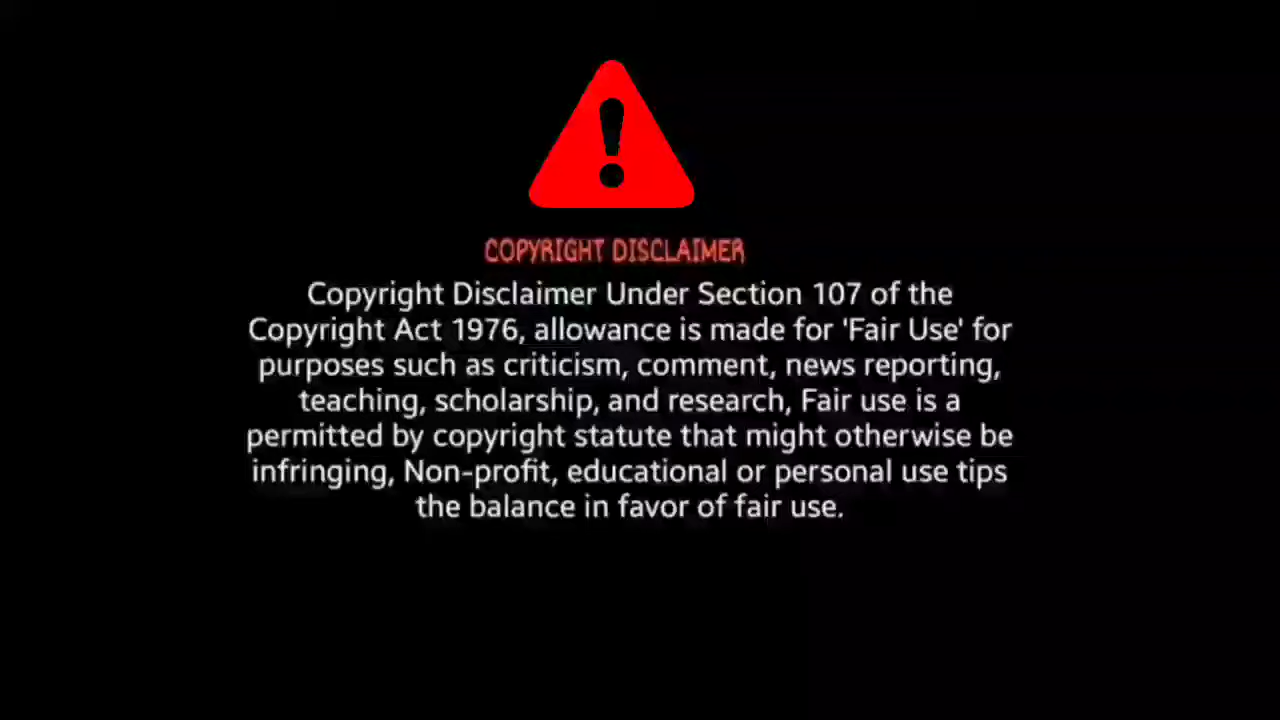 COPYRIGHT DISCLAIMER
Copyright Disclaimer Under Section 107 of the
Copyright Act 1976, allowance is made for 'Fair Use' for
purposes such as criticism, comment, news reporting,
teaching, scholarship, and research, Fair use is a
permitted by copyright statute that might otherwise be
infringing, Non-profit, educational or personal use tips
the balance in favor of fair use.